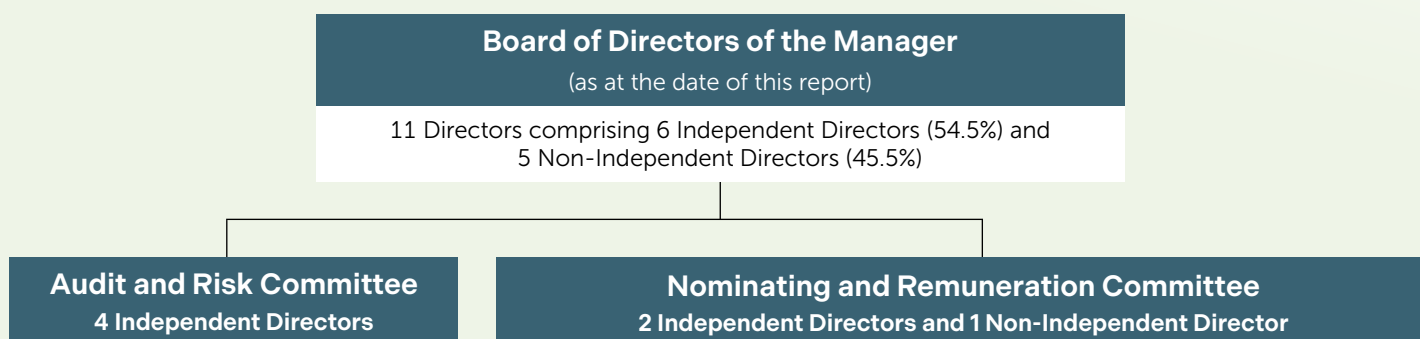 Board of Directors of the Manager
(as at the date of this report)
11 Directors comprising 6 Independent Directors (54.5%) and
5 Non-Independent Directors (45.5%)
Audit and Risk Committee
4 Independent Directors
Nominating and Remuneration Committee
2 Independent Directors and 1 Non-Independent Director